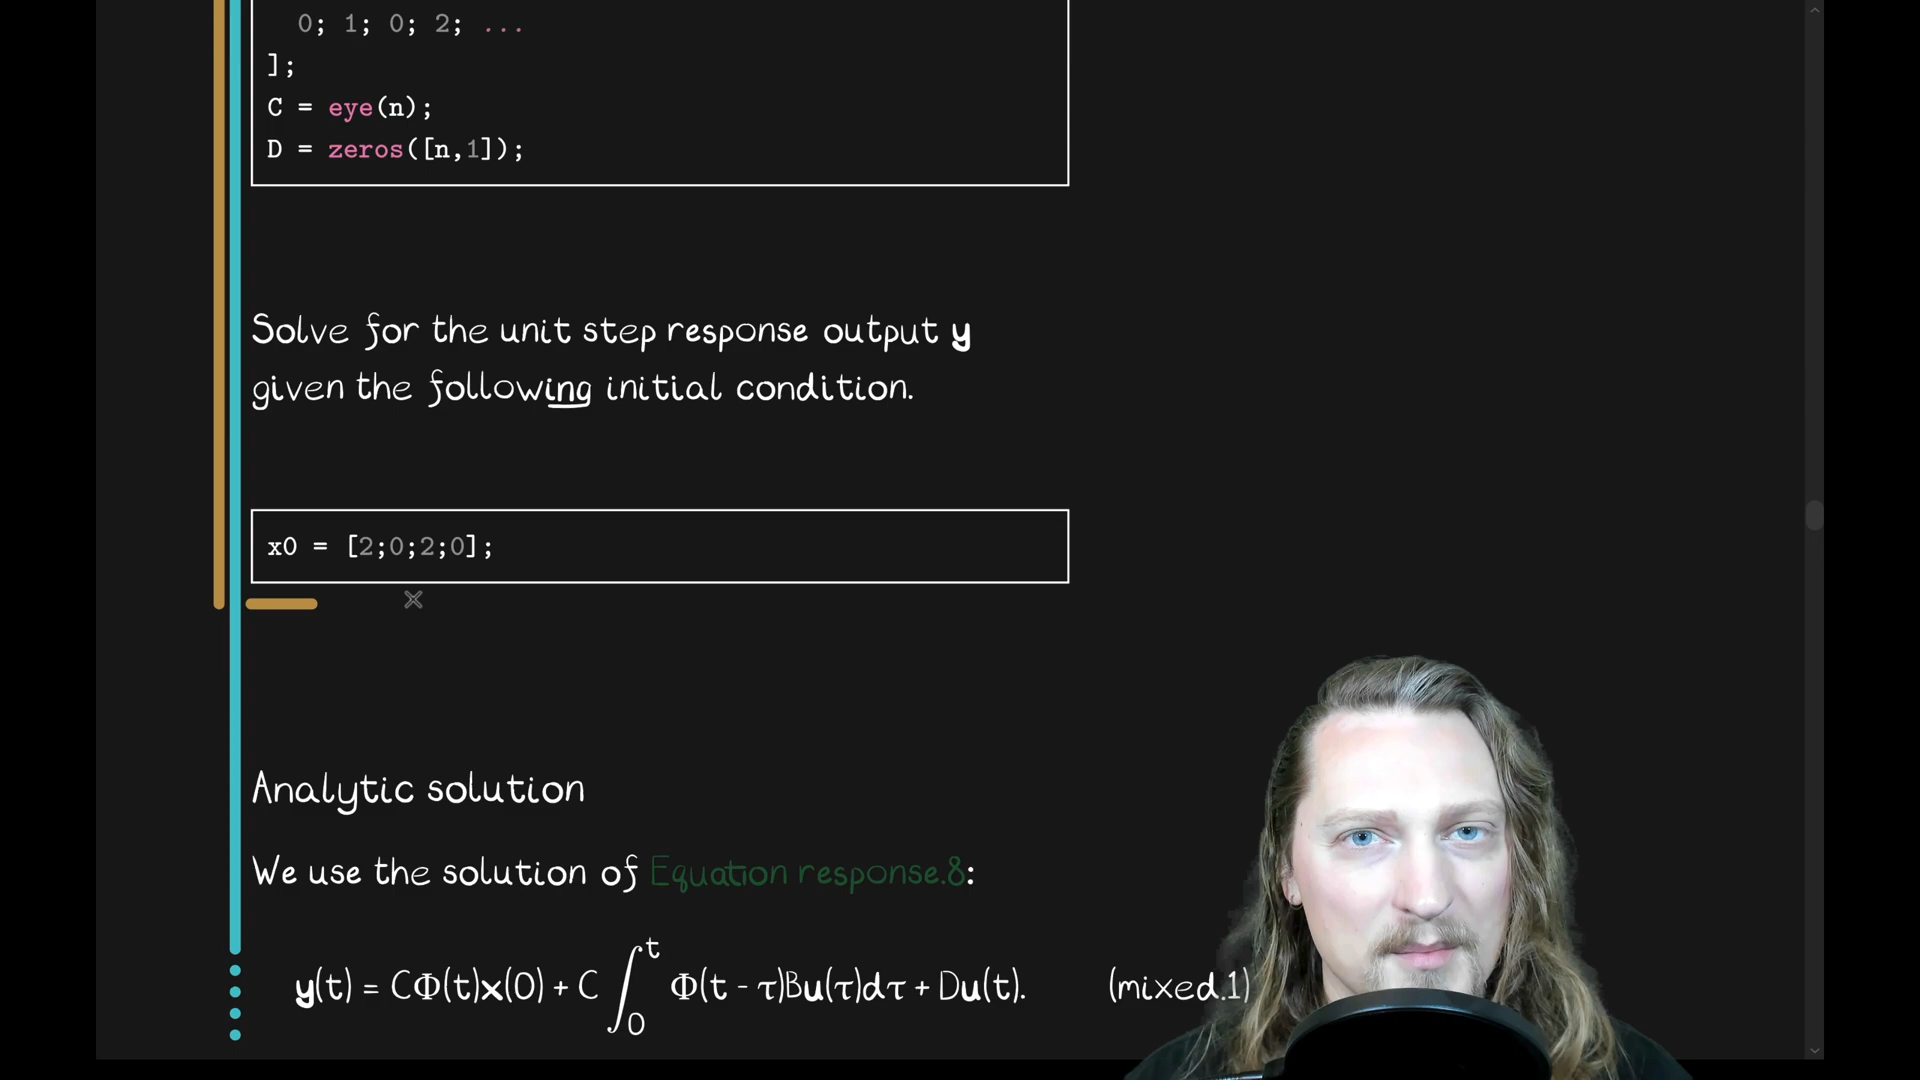 0; 1; 0; 2; ...
];
C = eye(n);
D = zeros([n,1]);
Solve for the unit step response output y
given the following initial condition.
x0 = [2;0;2;0];
Analytic solution
We use the solution of Equation response.8:
y(t) = CΦ(t)x(0) + C ∫₀ᵗ Φ(t - τ)Bu(τ)dτ + Du(t). (mixed.1)